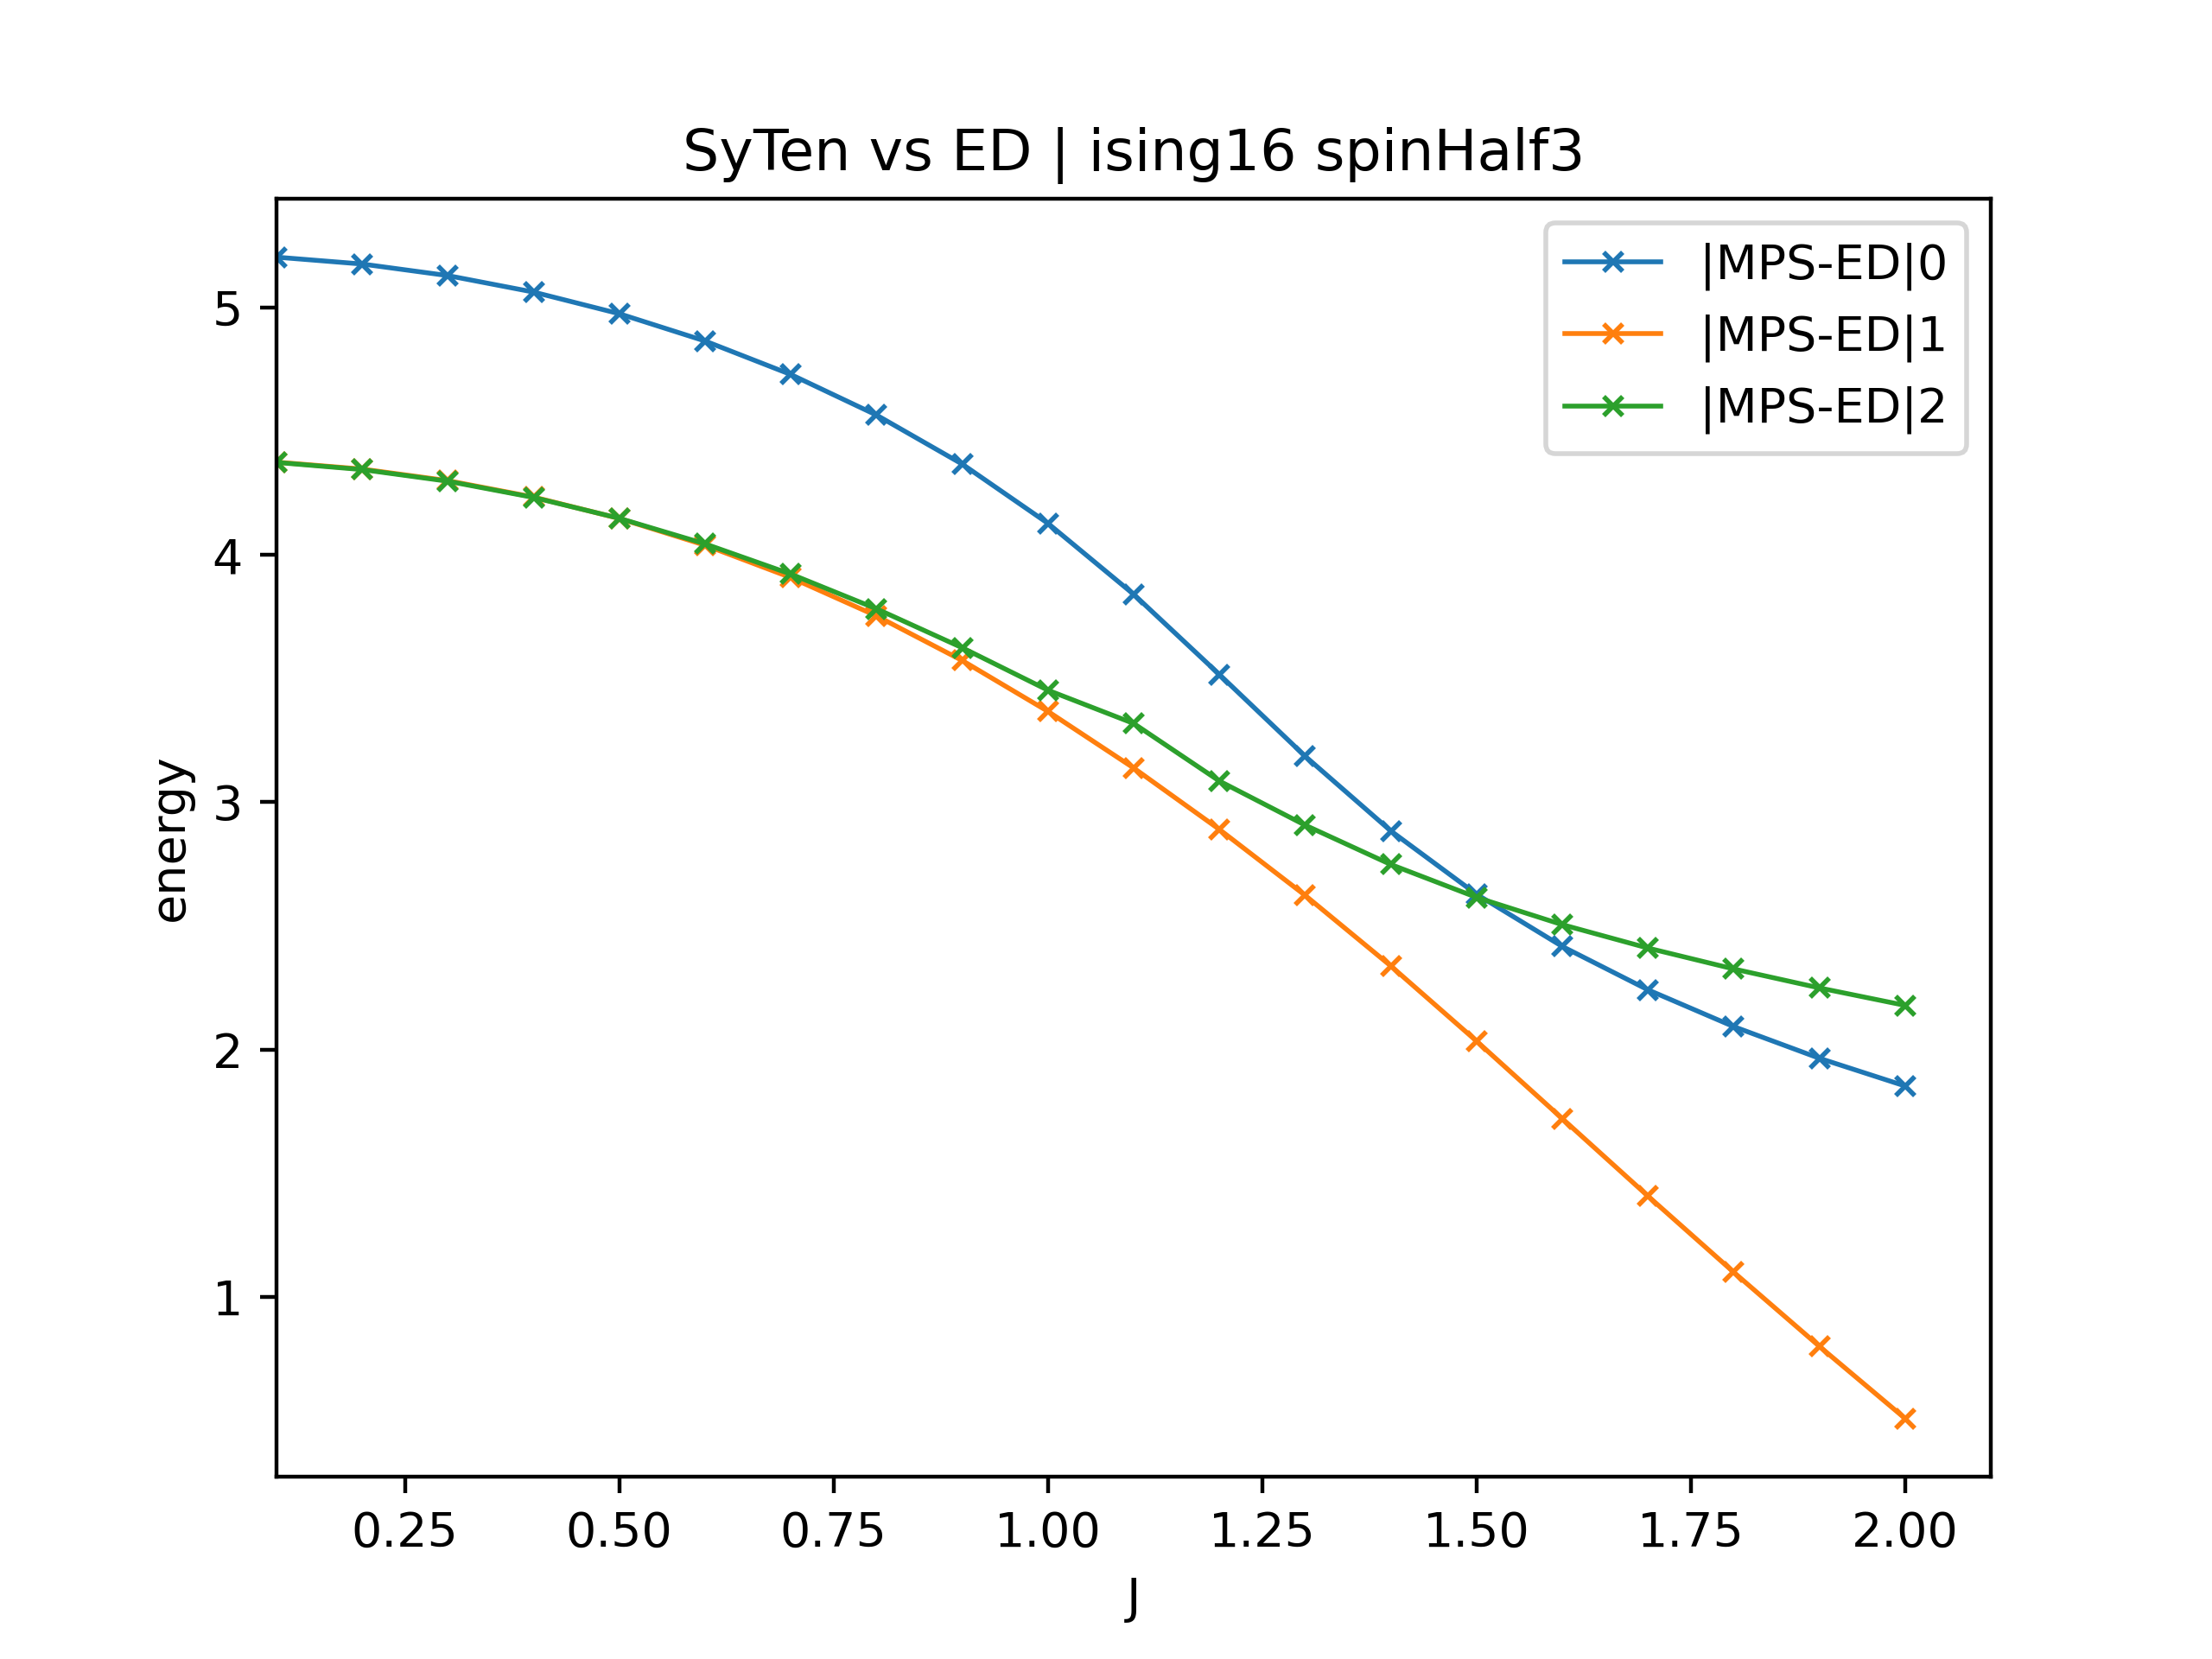 SyTen vs ED | ising16 spinHalf3
|MPS-ED|0
|MPS-ED|1
|MPS-ED|2
energy
5
4
3
2
1
0.25 0.50 0.75 1.00 1.25 1.50 1.75 2.00
J